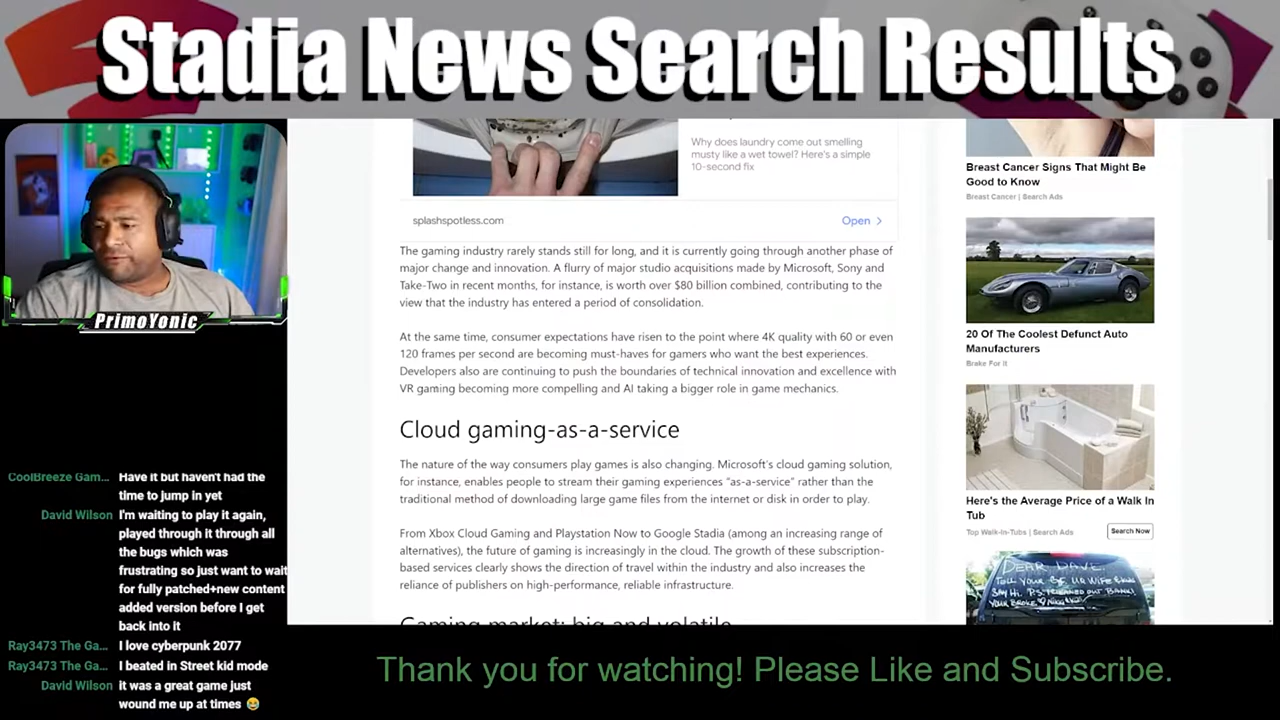 Stadia News Search Results
PrimoYonic
CoolBreeze Gam... Have it but haven't had the
time to jump in yet
David Wilson I'm waiting to play it again,
played through it through all
the bugs which was
frustrating so just want to wait
for fully patched+new content
added version before I get
back into it
Ray3473 The Ga... I love cyberpunk 2077
Ray3473 The Ga... I beated in Street kid mode
David Wilson it was a great game just
wound me up at times 😂
Why does laundry come out smelling
musty like a wet towel? Here's a simple
10-second fix
splashspotless.com
Open
The gaming industry rarely stands still for long, and it is currently going through another phase of
major change and innovation. A flurry of major studio acquisitions made by Microsoft, Sony and
Take-Two in recent months, for instance, is worth over $80 billion combined, contributing to the
view that the industry has entered a period of consolidation.
At the same time, consumer expectations have risen to the point where 4K quality with 60 or even
120 frames per second are becoming must-haves for gamers who want the best experiences.
Developers also are continuing to push the boundaries of technical innovation and excellence with
VR gaming becoming more compelling and AI taking a bigger role in game mechanics.
Cloud gaming-as-a-service
The nature of the way consumers play games is also changing. Microsoft's cloud gaming solution,
for instance, enables people to stream their gaming experiences "as-a-service" rather than the
traditional method of downloading large game files from the internet or disk in order to play.
From Xbox Cloud Gaming and Playstation Now to Google Stadia (among an increasing range of
alternatives), the future of gaming is increasingly in the cloud. The growth of these subscription-
based services clearly shows the direction of travel within the industry and also increases the
reliance of publishers on high-performance, reliable infrastructure.
Gaming market: big and volatile
Breast Cancer Signs That Might Be
Good to Know
Breast Cancer | Search Ads
20 Of The Coolest Defunct Auto
Manufacturers
Brake For It
Here's the Average Price of a Walk In
Tub
Top Walk-In-Tubs | Search Ads
Search Now
DEAR DAVE,
TELL YOUR WIFE
SAY HI. P.S. I CLEANED OUT BANK!
YOUR BROKE
Thank you for watching! Please Like and Subscribe.